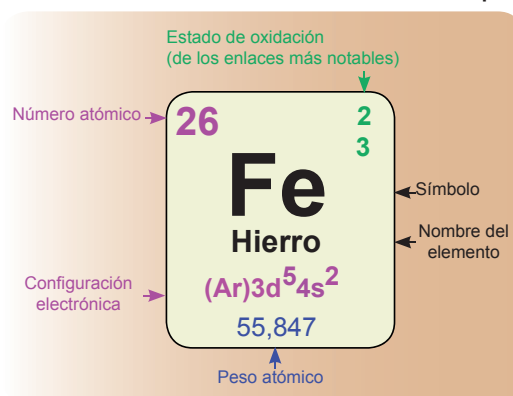 Estado de oxidación
(de los enlaces más notables)
Número atómico
26
2
3
Fe
Símbolo
Hierro
Nombre del
elemento
Configuración
electrónica
(Ar)3d⁵4s²
55,847
Peso atómico